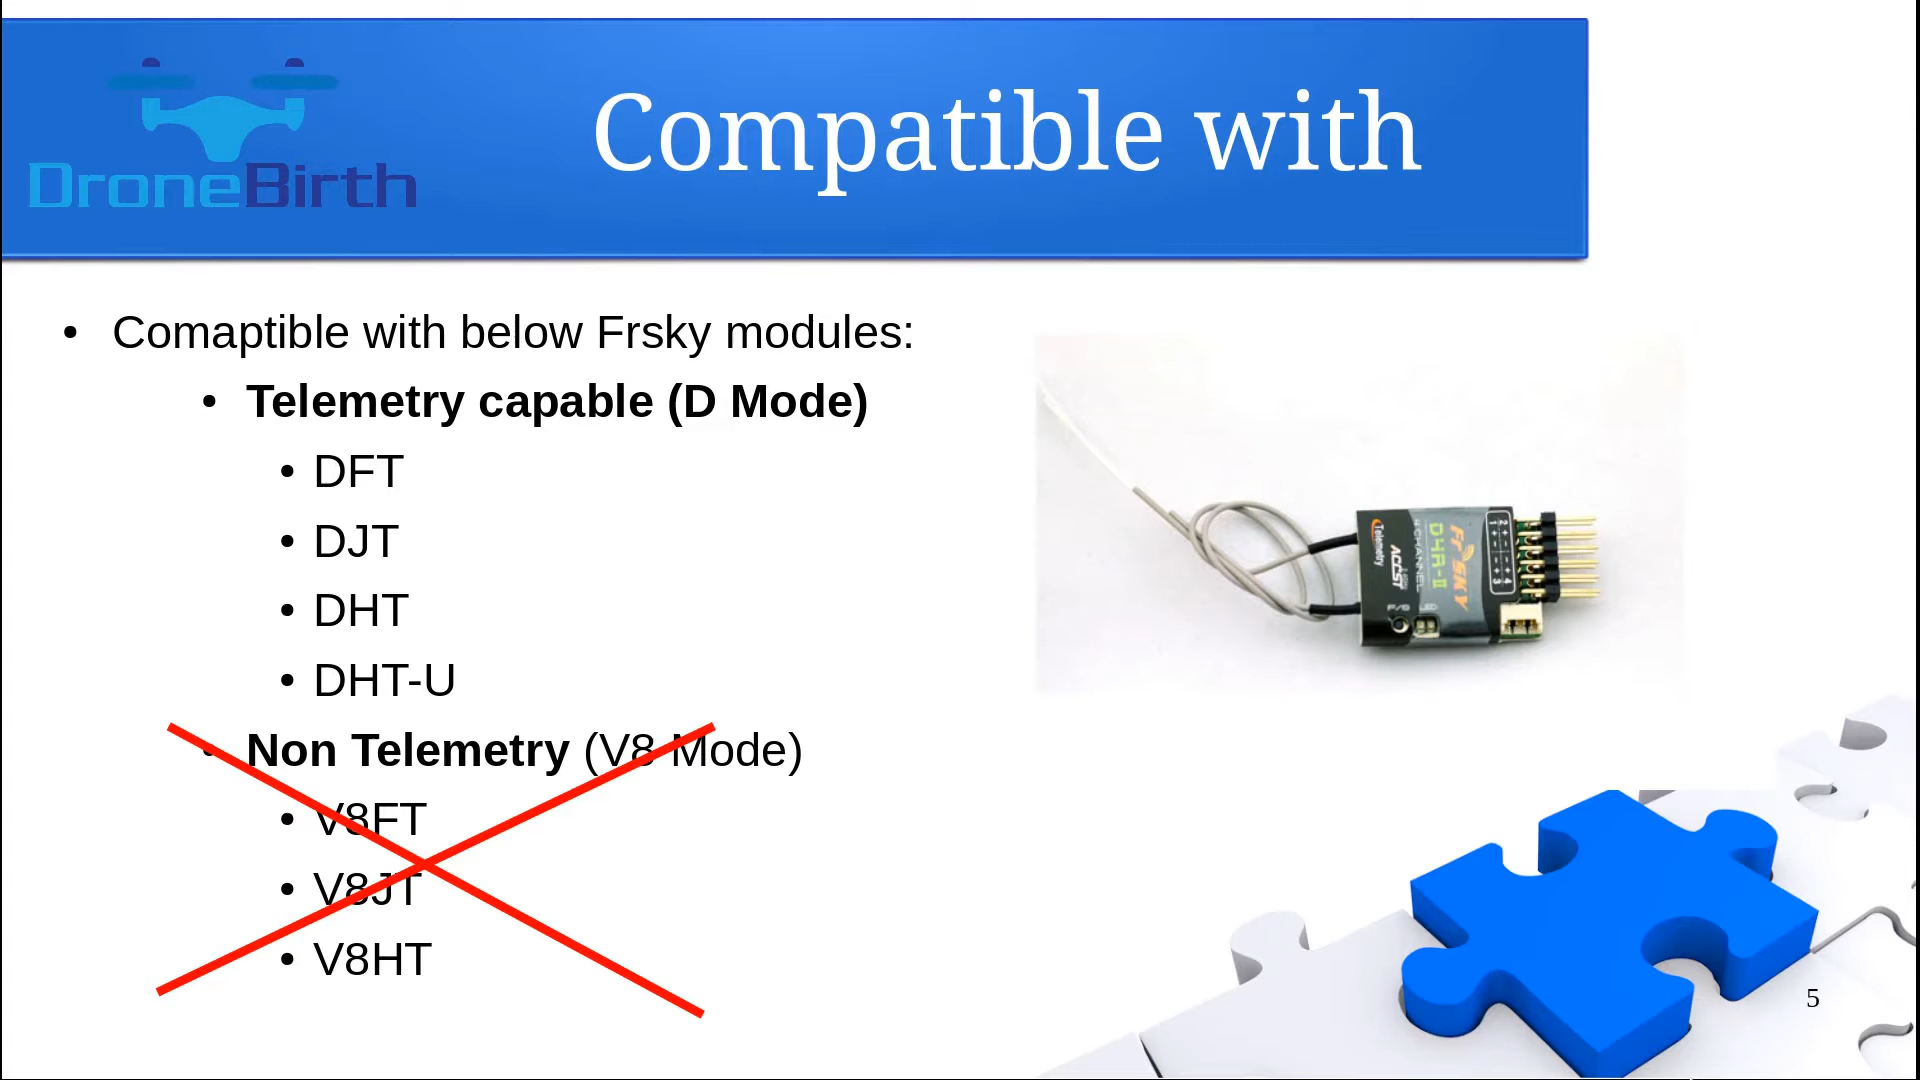 DroneBirth
Compatible with
• Comaptible with below Frsky modules:
• Telemetry capable (D Mode)
• DFT
• DJT
• DHT
• DHT-U
• Non Telemetry (V8 Mode)
• V8FT
• V8JT
• V8HT
Telemetry
ACCST
4 CHANNEL
D4R-II
FrSKY
F/S
LED
5